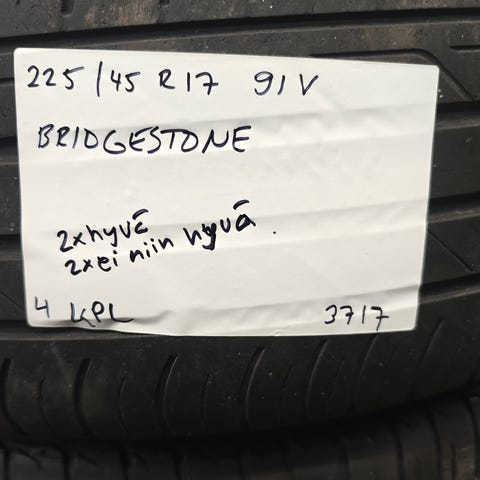 225/45 R17 91V
BRIDGESTONE
2xhyvä
2xei niin hyvä.
4 KPL 3717